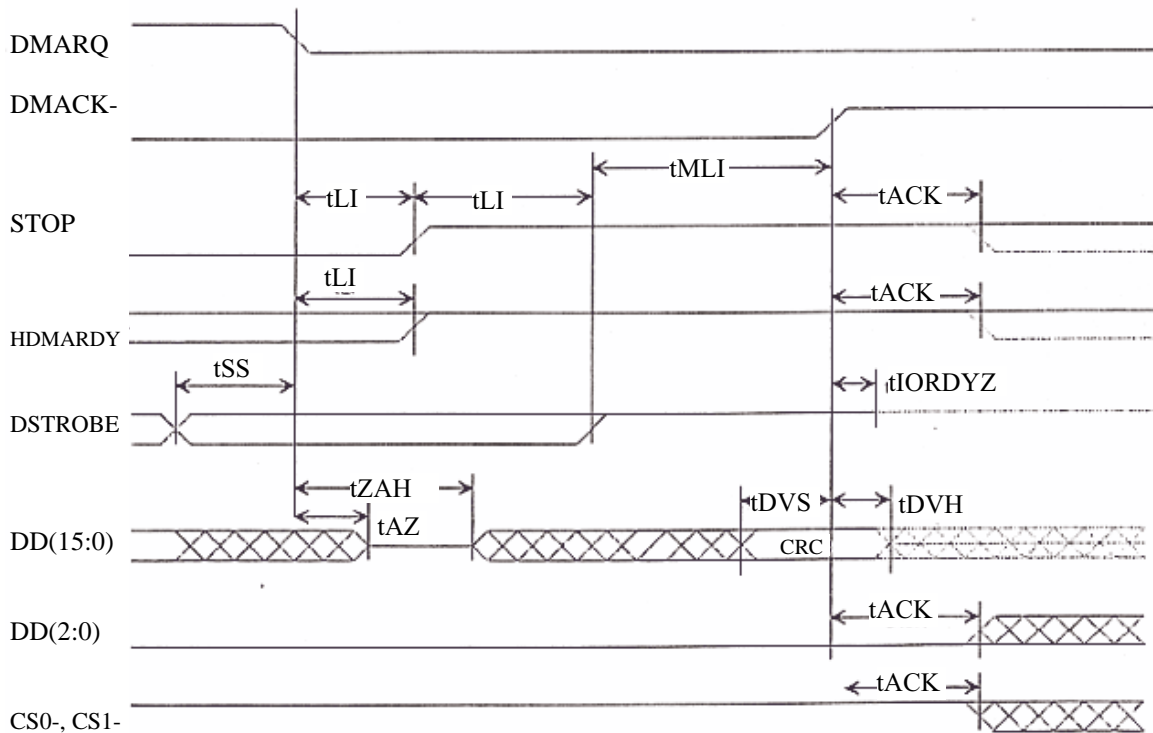 DMARQ
DMACK-
tMLI
tLI
tLI
tACK
STOP
tLI
tACK
HDMARDY
tSS
tIORDYZ
DSTROBE
tZAH
tDVS
tDVH
tAZ
DD(15:0)
CRC
tACK
DD(2:0)
tACK
CS0-, CS1-